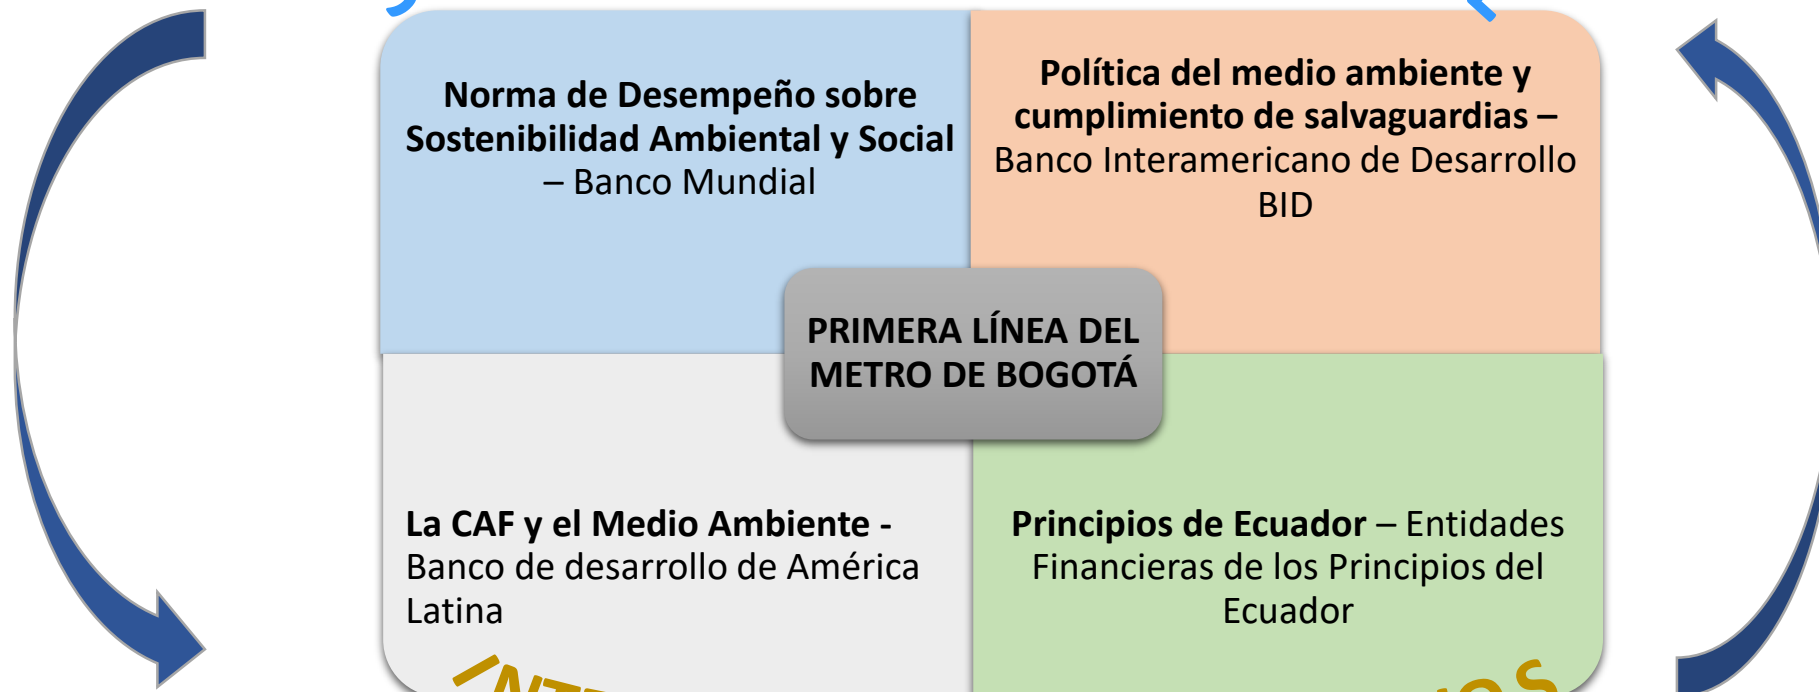 Norma de Desempeño sobre
Sostenibilidad Ambiental y Social
– Banco Mundial
Política del medio ambiente y
cumplimiento de salvaguardias –
Banco Interamericano de Desarrollo
BID
PRIMERA LÍNEA DEL
METRO DE BOGOTÁ
La CAF y el Medio Ambiente -
Banco de desarrollo de América
Latina
Principios de Ecuador – Entidades
Financieras de los Principios del
Ecuador